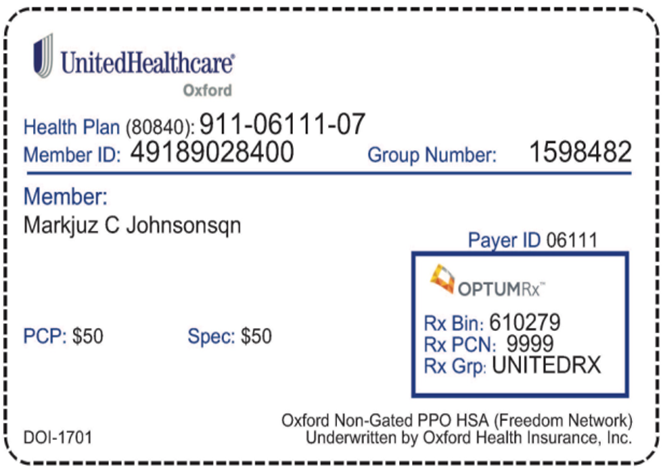 UnitedHealthcare®
Oxford
Health Plan (80840): 911-06111-07
Member ID: 49189028400 Group Number: 1598482
Member:
Markjuz C Johnsonsqn
Payer ID 06111
OPTUMRx™
Rx Bin: 610279
Rx PCN: 9999
Rx Grp: UNITEDRX
PCP: $50 Spec: $50
Oxford Non-Gated PPO HSA (Freedom Network)
DOI-1701 Underwritten by Oxford Health Insurance, Inc.